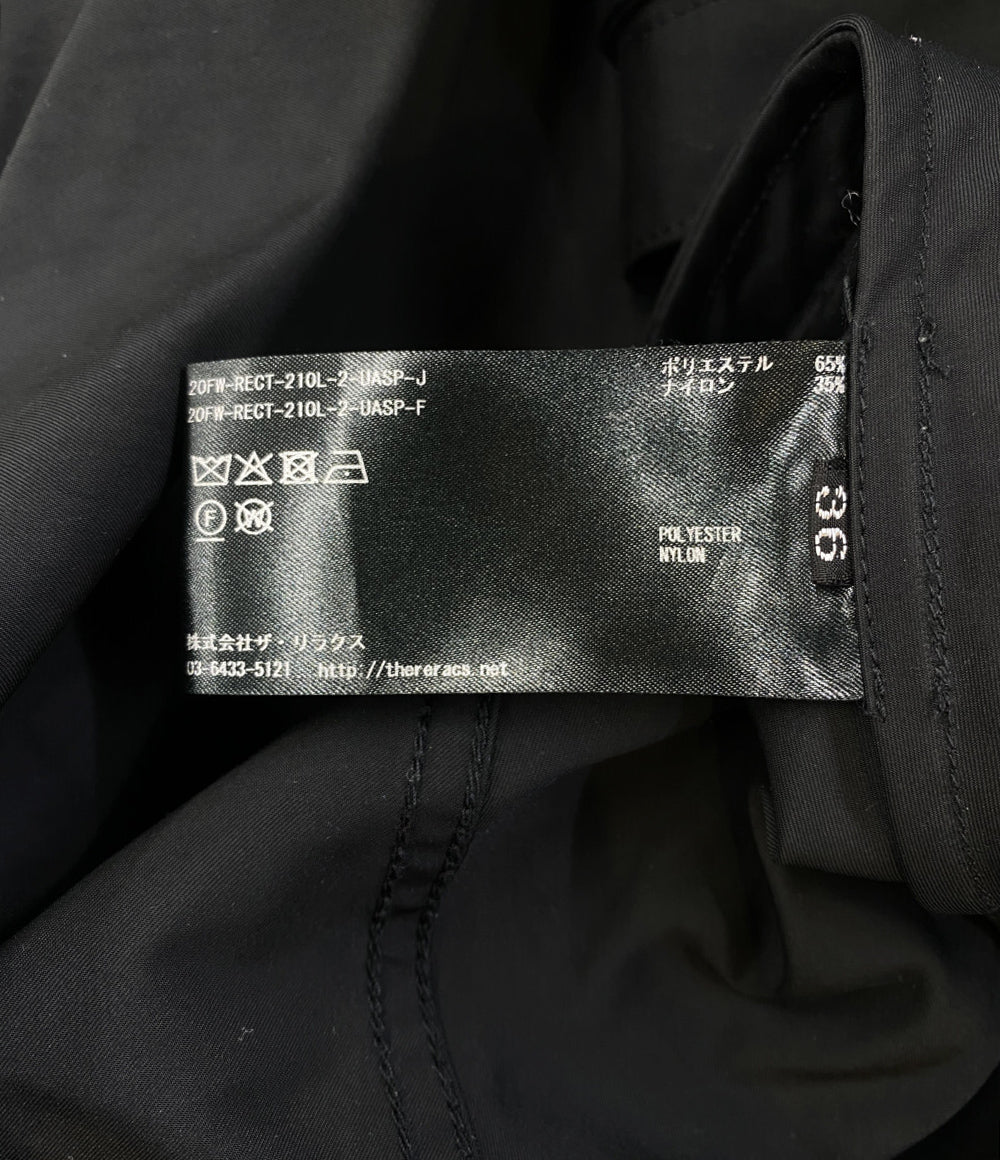 20FW-RECT-210L-2-UASP-J
20FW-RECT-210L-2-UASP-F
ポリエステル 65%
ナイロン 35%
F
W
POLYESTER
NYLON
36
株式会社ザ・リラクス
03-6433-5121 http://thereracs.net